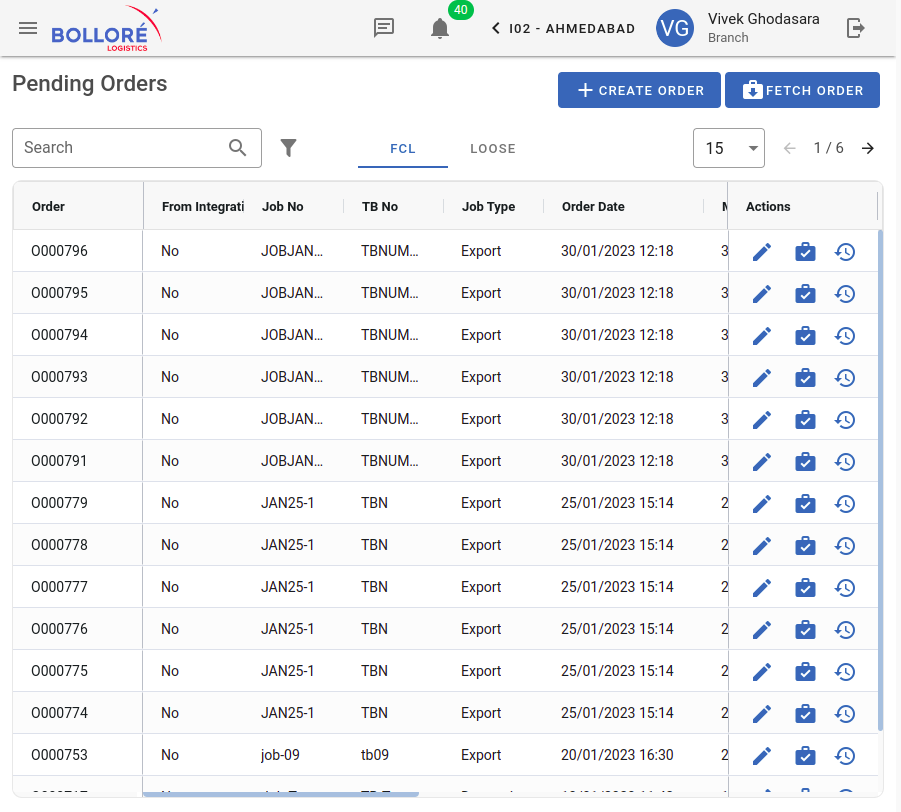 BOLLORÉ
LOGISTICS
40
I02 - AHMEDABAD
VG
Vivek Ghodasara
Branch
Pending Orders
CREATE ORDER
FETCH ORDER
Search
FCL
LOOSE
15
1 / 6
Order From Integrati Job No TB No Job Type Order Date Actions
O000796 No JOBJAN... TBNUM... Export 30/01/2023 12:18 3
O000795 No JOBJAN... TBNUM... Export 30/01/2023 12:18 3
O000794 No JOBJAN... TBNUM... Export 30/01/2023 12:18 3
O000793 No JOBJAN... TBNUM... Export 30/01/2023 12:18 3
O000792 No JOBJAN... TBNUM... Export 30/01/2023 12:18 3
O000791 No JOBJAN... TBNUM... Export 30/01/2023 12:18 3
O000779 No JAN25-1 TBN Export 25/01/2023 15:14 2
O000778 No JAN25-1 TBN Export 25/01/2023 15:14 2
O000777 No JAN25-1 TBN Export 25/01/2023 15:14 2
O000776 No JAN25-1 TBN Export 25/01/2023 15:14 2
O000775 No JAN25-1 TBN Export 25/01/2023 15:14 2
O000774 No JAN25-1 TBN Export 25/01/2023 15:14 2
O000753 No job-09 tb09 Export 20/01/2023 16:30 2